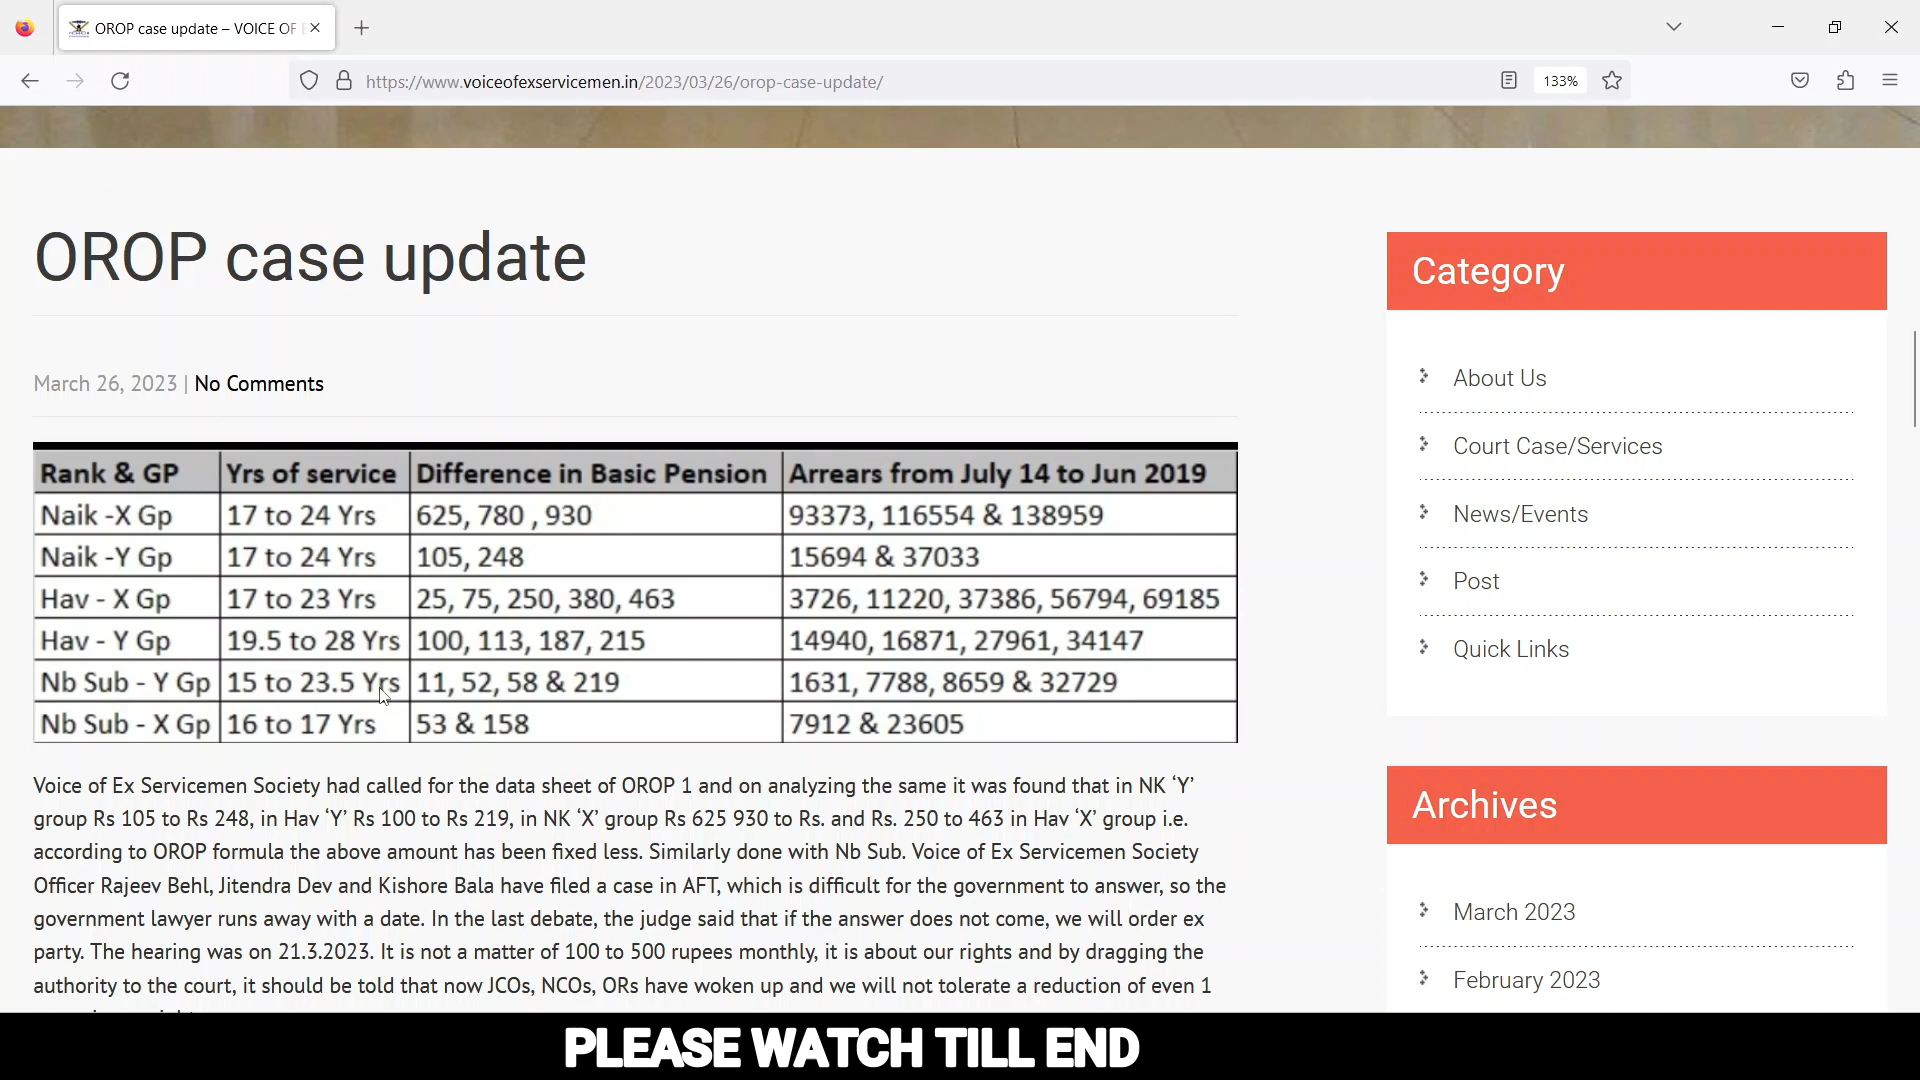 OROP case update – VOICE OF
https://www.voiceofexservicemen.in/2023/03/26/orop-case-update/
133%
OROP case update
March 26, 2023 | No Comments
Rank & GP Yrs of service Difference in Basic Pension Arrears from July 14 to Jun 2019
Naik -X Gp 17 to 24 Yrs 625, 780 , 930 93373, 116554 & 138959
Naik -Y Gp 17 to 24 Yrs 105, 248 15694 & 37033
Hav - X Gp 17 to 23 Yrs 25, 75, 250, 380, 463 3726, 11220, 37386, 56794, 69185
Hav - Y Gp 19.5 to 28 Yrs 100, 113, 187, 215 14940, 16871, 27961, 34147
Nb Sub - Y Gp 15 to 23.5 Yrs 11, 52, 58 & 219 1631, 7788, 8659 & 32729
Nb Sub - X Gp 16 to 17 Yrs 53 & 158 7912 & 23605
Voice of Ex Servicemen Society had called for the data sheet of OROP 1 and on analyzing the same it was found that in NK ‘Y’
group Rs 105 to Rs 248, in Hav ‘Y’ Rs 100 to Rs 219, in NK ‘X’ group Rs 625 930 to Rs. and Rs. 250 to 463 in Hav ‘X’ group i.e.
according to OROP formula the above amount has been fixed less. Similarly done with Nb Sub. Voice of Ex Servicemen Society
Officer Rajeev Behl, Jitendra Dev and Kishore Bala have filed a case in AFT, which is difficult for the government to answer, so the
government lawyer runs away with a date. In the last debate, the judge said that if the answer does not come, we will order ex
party. The hearing was on 21.3.2023. It is not a matter of 100 to 500 rupees monthly, it is about our rights and by dragging the
authority to the court, it should be told that now JCOs, NCOs, ORs have woken up and we will not tolerate a reduction of even 1
Category
About Us
Court Case/Services
News/Events
Post
Quick Links
Archives
March 2023
February 2023
PLEASE WATCH TILL END